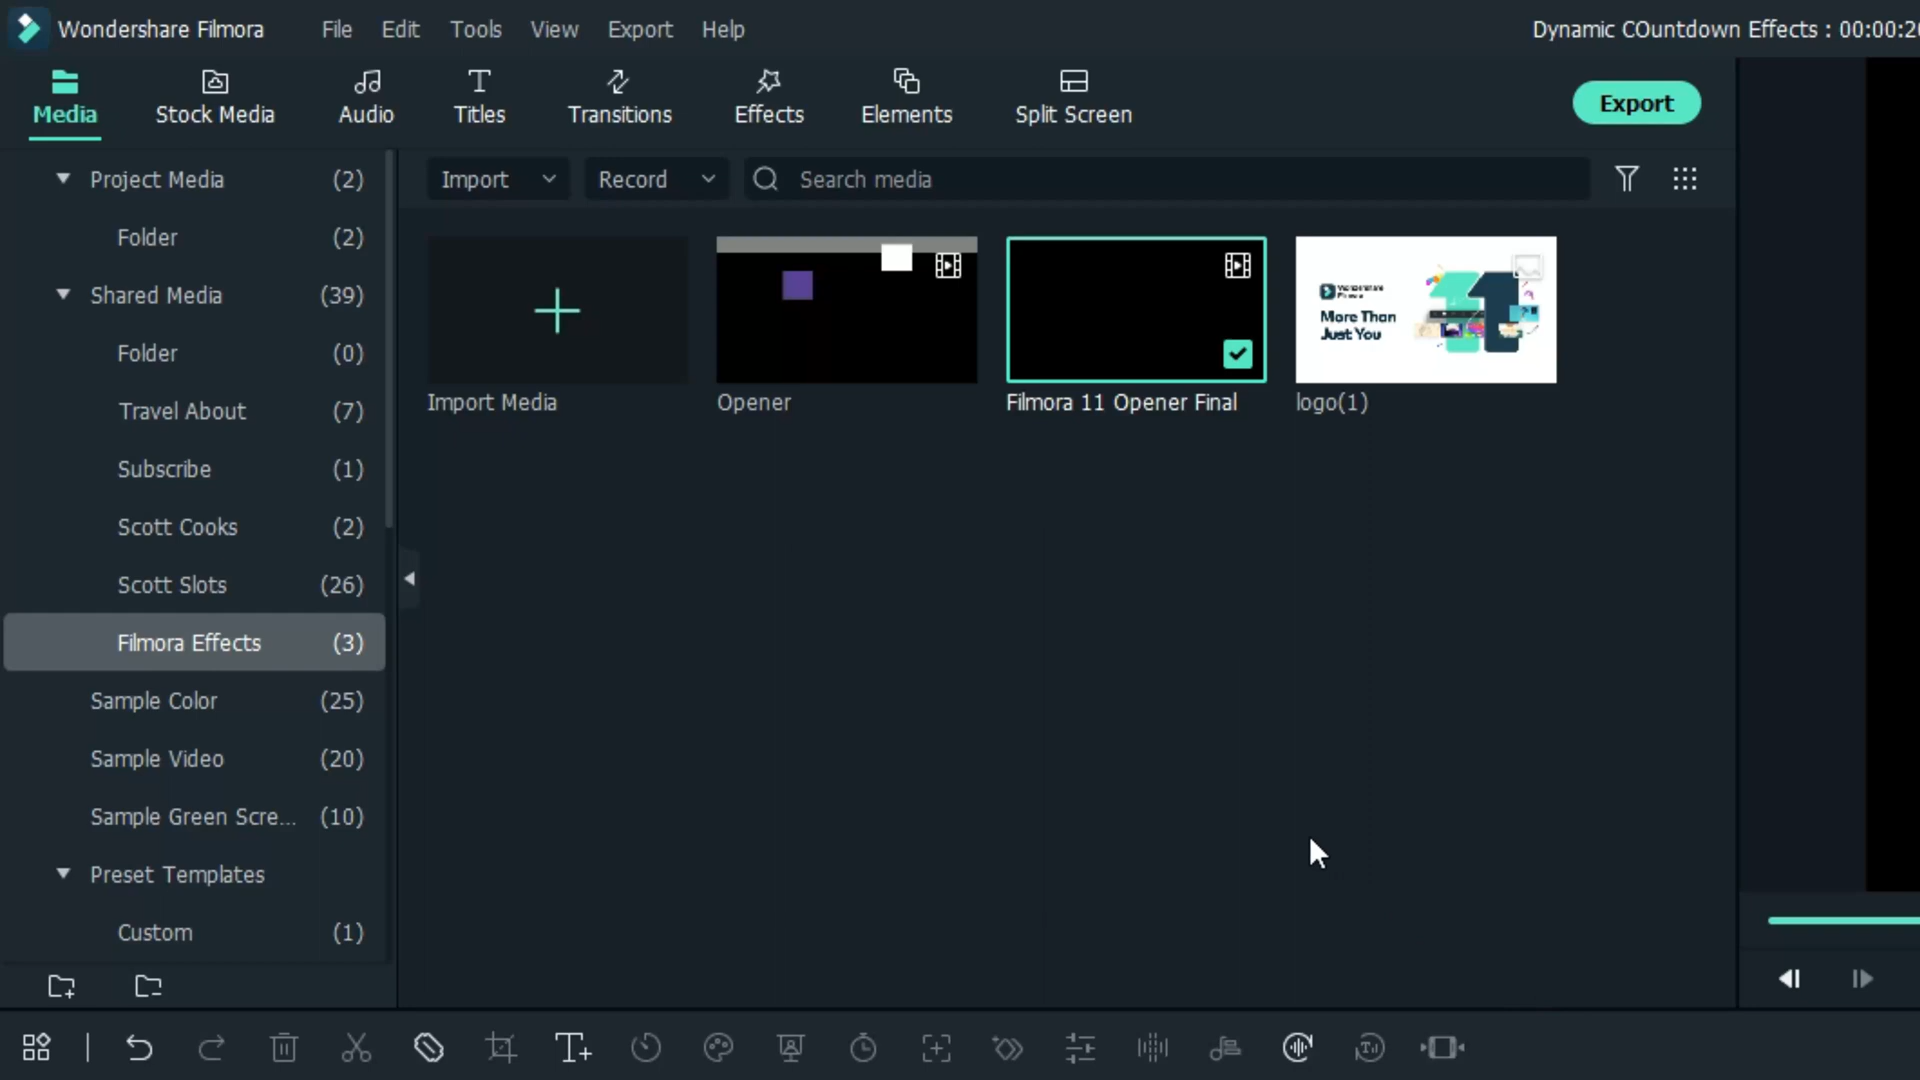 Wondershare Filmora File Edit Tools View Export Help Dynamic COuntdown Effects : 00:00:2
Media Stock Media Audio Titles Transitions Effects Elements Split Screen Export
Project Media (2)
Folder (2)
Shared Media (39)
Folder (0)
Travel About (7)
Subscribe (1)
Scott Cooks (2)
Scott Slots (26)
Filmora Effects (3)
Sample Color (25)
Sample Video (20)
Sample Green Scre... (10)
Preset Templates
Custom (1)
Import Record Search media
Wondershare
Filmora
More Than
Just You
Import Media Opener Filmora 11 Opener Final logo(1)